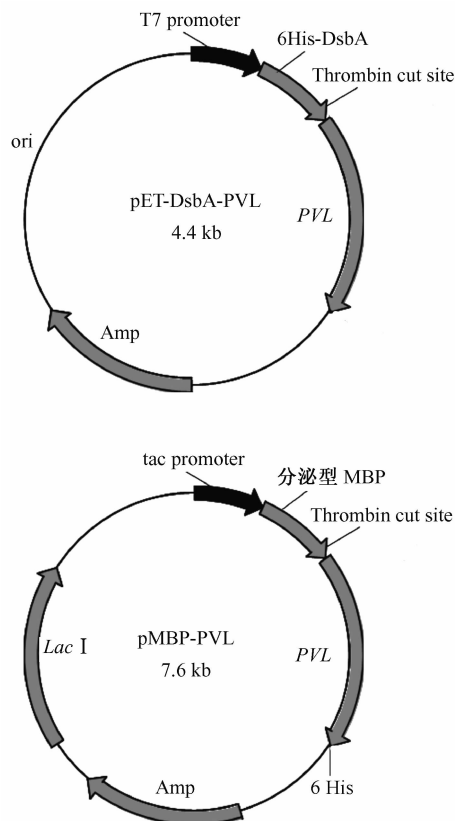 T7 promoter
6His-DsbA
Thrombin cut site
ori
pET-DsbA-PVL
4.4 kb
PVL
Amp
tac promoter
分泌型 MBP
Thrombin cut site
Lac Ⅰ
pMBP-PVL
7.6 kb
PVL
Amp
6 His